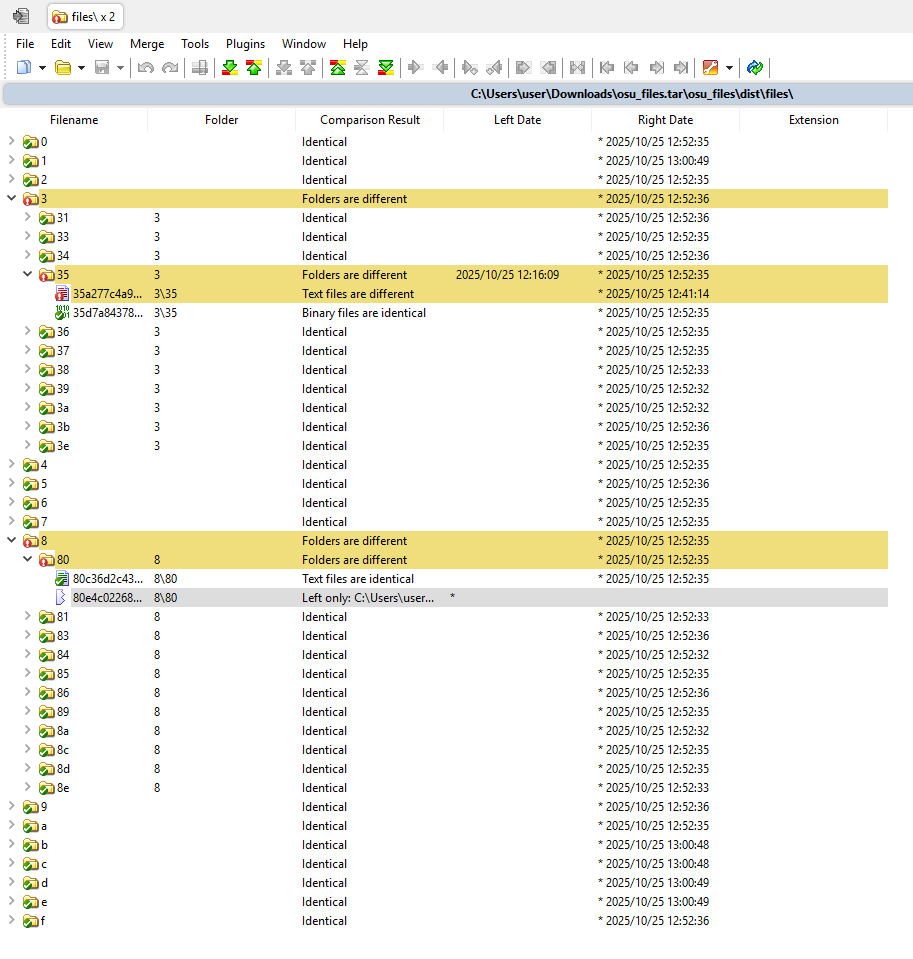 files\ x 2
File Edit View Merge Tools Plugins Window Help
C:\Users\user\Downloads\osu_files.tar\osu_files\dist\files\
Filename Folder Comparison Result Left Date Right Date Extension
0 Identical * 2025/10/25 12:52:35
1 Identical * 2025/10/25 13:00:49
2 Identical * 2025/10/25 12:52:35
3 Folders are different * 2025/10/25 12:52:36
31 3 Identical * 2025/10/25 12:52:36
33 3 Identical * 2025/10/25 12:52:35
34 3 Identical * 2025/10/25 12:52:36
35 3 Folders are different 2025/10/25 12:16:09 * 2025/10/25 12:52:35
35a277c4a9... 3\35 Text files are different * 2025/10/25 12:41:14
35d7a84378... 3\35 Binary files are identical * 2025/10/25 12:52:35
36 3 Identical * 2025/10/25 12:52:35
37 3 Identical * 2025/10/25 12:52:35
38 3 Identical * 2025/10/25 12:52:33
39 3 Identical * 2025/10/25 12:52:32
3a 3 Identical * 2025/10/25 12:52:32
3b 3 Identical * 2025/10/25 12:52:36
3e 3 Identical * 2025/10/25 12:52:35
4 Identical * 2025/10/25 12:52:35
5 Identical * 2025/10/25 12:52:36
6 Identical * 2025/10/25 12:52:35
7 Identical * 2025/10/25 12:52:35
8 Folders are different * 2025/10/25 12:52:35
80 8 Folders are different * 2025/10/25 12:52:35
80c36d2c43... 8\80 Text files are identical * 2025/10/25 12:52:35
80e4c02268... 8\80 Left only: C:\Users\user... *
81 8 Identical * 2025/10/25 12:52:33
83 8 Identical * 2025/10/25 12:52:36
84 8 Identical * 2025/10/25 12:52:32
85 8 Identical * 2025/10/25 12:52:35
86 8 Identical * 2025/10/25 12:52:36
89 8 Identical * 2025/10/25 12:52:35
8a 8 Identical * 2025/10/25 12:52:32
8c 8 Identical * 2025/10/25 12:52:35
8d 8 Identical * 2025/10/25 12:52:35
8e 8 Identical * 2025/10/25 12:52:33
9 Identical * 2025/10/25 12:52:36
a Identical * 2025/10/25 12:52:35
b Identical * 2025/10/25 13:00:48
c Identical * 2025/10/25 13:00:48
d Identical * 2025/10/25 13:00:49
e Identical * 2025/10/25 13:00:49
f Identical * 2025/10/25 12:52:36